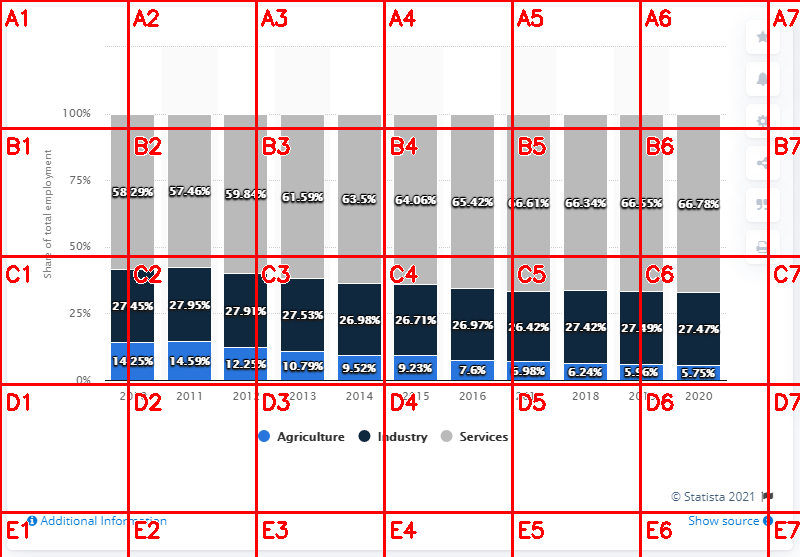 A1 A2 A3 A4 A5 A6 A7
100%
B1 B2 B3 B4 B5 B6 B7
Share of total employment
75%
58.29% 57.46% 59.84% 61.59% 63.5% 64.06% 65.42% 66.61% 66.34% 66.55% 66.78%
50%
C1 C2 C3 C4 C5 C6 C7
27.45% 27.95% 27.91% 27.53% 26.98% 26.71% 26.97% 26.42% 27.42% 27.49% 27.47%
25%
14.25% 14.59% 12.25% 10.79% 9.52% 9.23% 7.6% 6.98% 6.24% 5.96% 5.75%
0%
D1 D2 D3 D4 D5 D6 D7
2010 2011 2012 2013 2014 2015 2016 2017 2018 2019 2020
Agriculture Industry Services
© Statista 2021
Additional Information Show source
E1 E2 E3 E4 E5 E6 E7